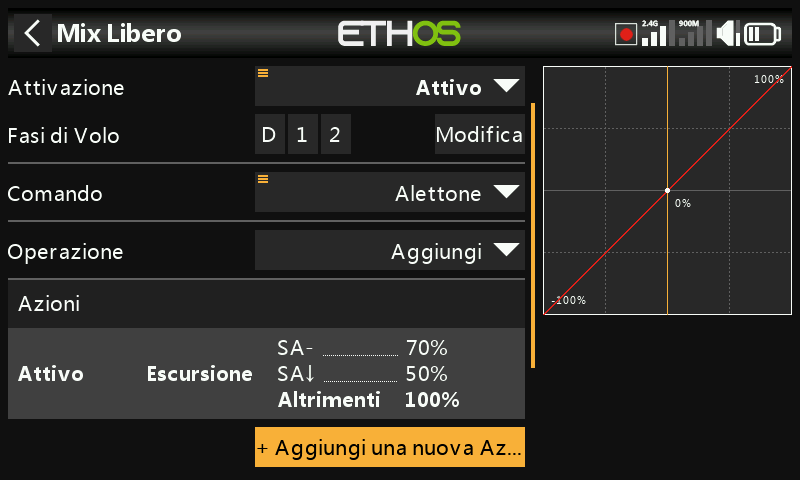 Mix Libero
ETHOS
2.4G
900M
Attivazione
Attivo
Fasi di Volo
D
1
2
Modifica
Comando
Alettone
Operazione
Aggiungi
Azioni
Attivo
Escursione
SA- 70%
SA↓ 50%
Altrimenti 100%
+ Aggiungi una nuova Az...
100%
0%
-100%